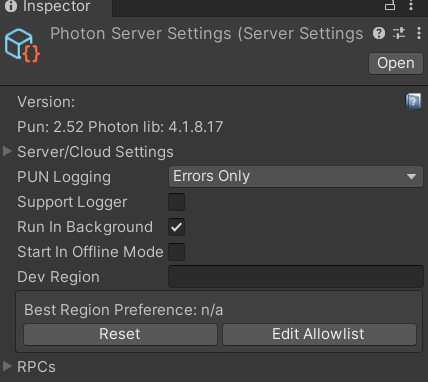 Inspector
Photon Server Settings (Server Settings
Open
Version:
Pun: 2.52 Photon lib: 4.1.8.17
Server/Cloud Settings
PUN Logging Errors Only
Support Logger
Run In Background
Start In Offline Mode
Dev Region
Best Region Preference: n/a
Reset Edit Allowlist
RPCs